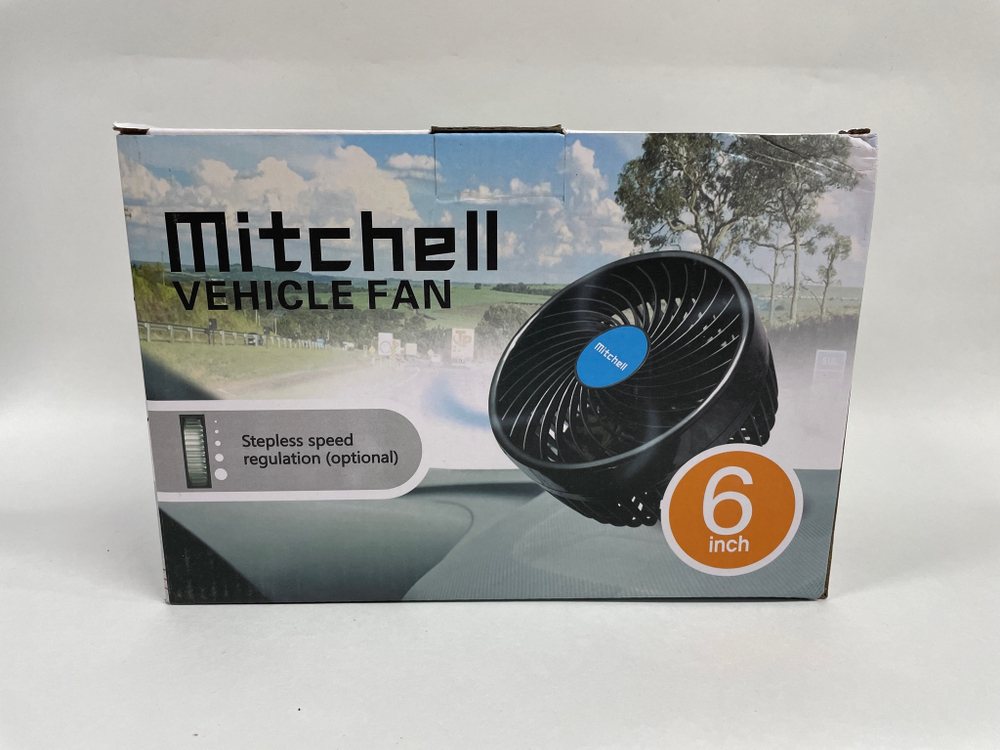 Mitchell
VEHICLE FAN
Mitchell
Stepless speed
regulation (optional)
6
inch